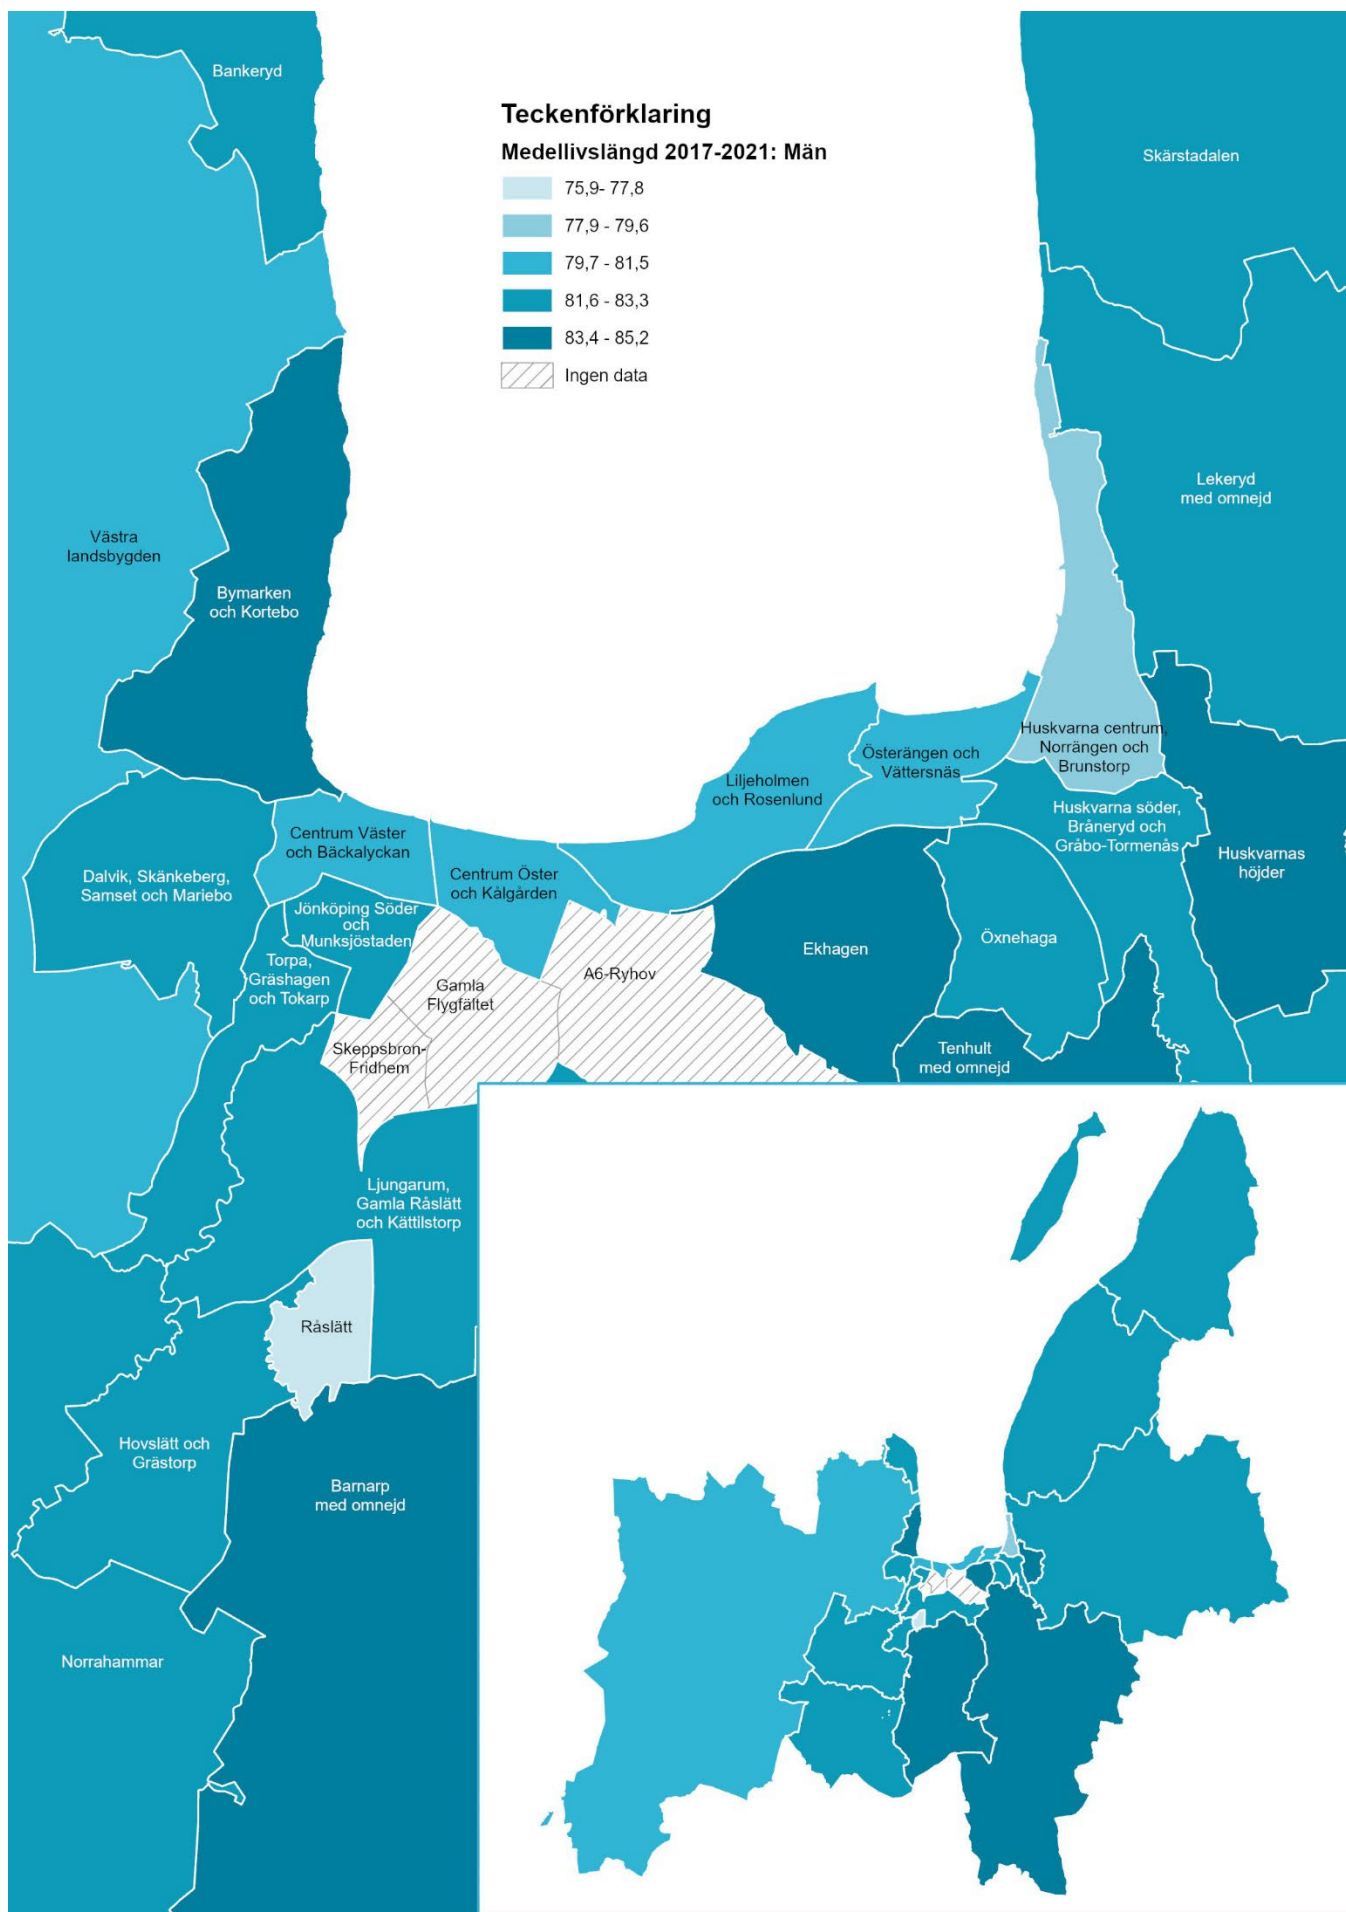 Bankeryd
Teckenförklaring
Medellivslängd 2017-2021: Män
75,9- 77,8
77,9 - 79,6
79,7 - 81,5
81,6 - 83,3
83,4 - 85,2
Ingen data
Skärstadalen
Lekeryd
med omnejd
Västra
landsbygden
Bymarken
och Kortebo
Huskvarna centrum,
Norrängen och
Brunstorp
Österängen och
Vättersnäs
Liljeholmen
och Rosenlund
Huskvarna söder,
Bråneryd och
Gråbo-Tormenås
Huskvarnas
höjder
Centrum Väster
och Bäckalyckan
Centrum Öster
och Kålgården
Dalvik, Skänkeberg,
Samset och Mariebo
Jönköping Söder
och
Munksjöstaden
Torpa,
Gräshagen
och Tokarp
Gamla
Flygfältet
A6-Ryhov
Ekhagen
Öxnehaga
Skeppsbron-
Fridhem
Tenhult
med omnejd
Ljungarum,
Gamla Råslätt
och Kättilstorp
Råslätt
Hovslätt och
Grästorp
Barnarp
med omnejd
Norrahammar